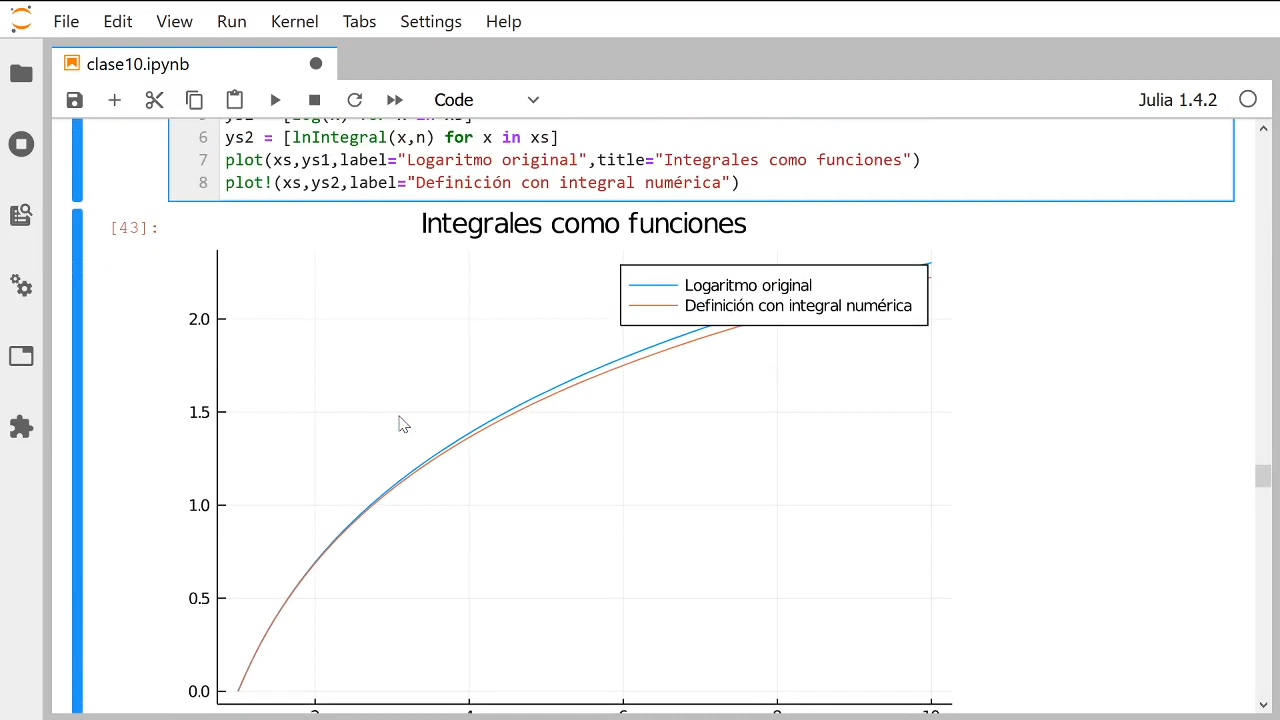 File Edit View Run Kernel Tabs Settings Help
clase10.ipynb
Code
Julia 1.4.2
6 ys2 = [lnIntegral(x,n) for x in xs]
7 plot(xs,ys1,label="Logaritmo original",title="Integrales como funciones")
8 plot!(xs,ys2,label="Definición con integral numérica")
[43]:
Integrales como funciones
Logaritmo original
Definición con integral numérica
2.0
1.5
1.0
0.5
0.0